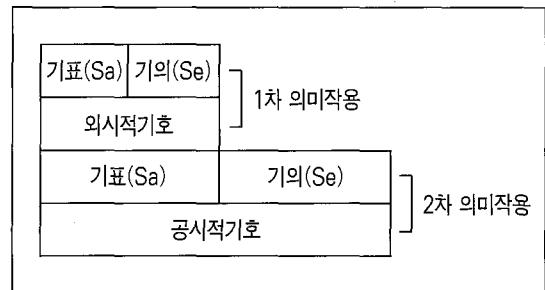 기표(Sa) 기의(Se)
1차 의미작용
외시적기호
기표(Sa) 기의(Se)
2차 의미작용
공시적기호